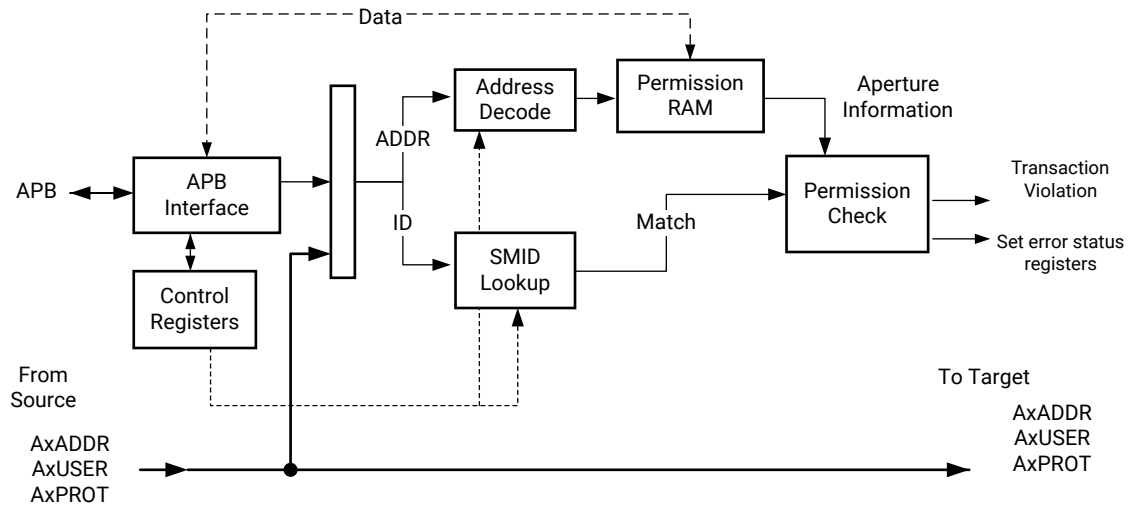 Data
Address
Decode
Permission
RAM
Aperture
Information
ADDR
APB
APB
Interface
ID
Match
Permission
Check
Transaction
Violation
Set error status
registers
SMID
Lookup
Control
Registers
From
Source
To Target
AxADDR
AxUSER
AxPROT
AxADDR
AxUSER
AxPROT